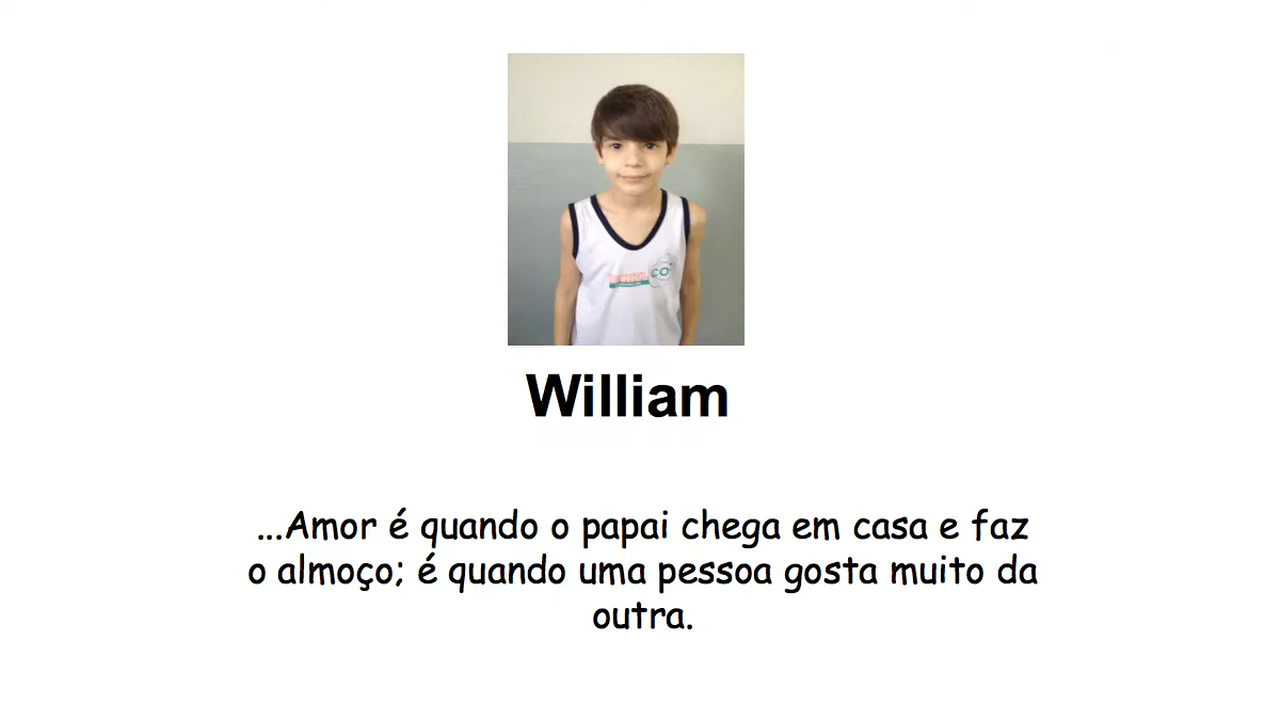 William
...Amor é quando o papai chega em casa e faz
o almoço; é quando uma pessoa gosta muito da
outra.